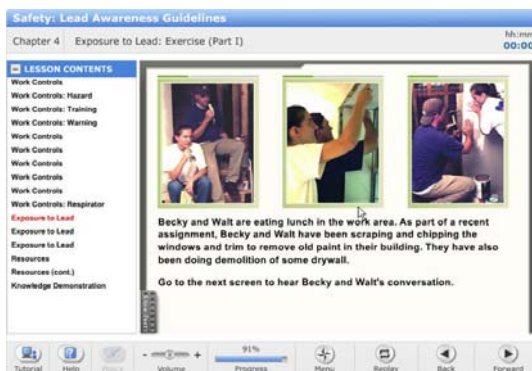 Safety: Lead Awareness Guidelines
Chapter 4 Exposure to Lead: Exercise (Part I)
hh:mm
00:00
LESSON CONTENTS
Work Controls
Work Controls: Hazard
Work Controls: Training
Work Controls: Warning
Work Controls
Work Controls
Work Controls
Work Controls
Work Controls
Work Controls: Respirator
Exposure to Lead
Exposure to Lead
Exposure to Lead
Resources
Resources (cont.)
Knowledge Demonstration
Becky and Walt are eating lunch in the work area. As part of a recent
assignment, Becky and Walt have been scraping and chipping the
windows and trim to remove old paint in their building. They have also
been doing demolition of some drywall.
Go to the next screen to hear Becky and Walt's conversation.
Tutorial
Help
- +
Volume
91%
Progress
Menu
Replay
Back
Forward